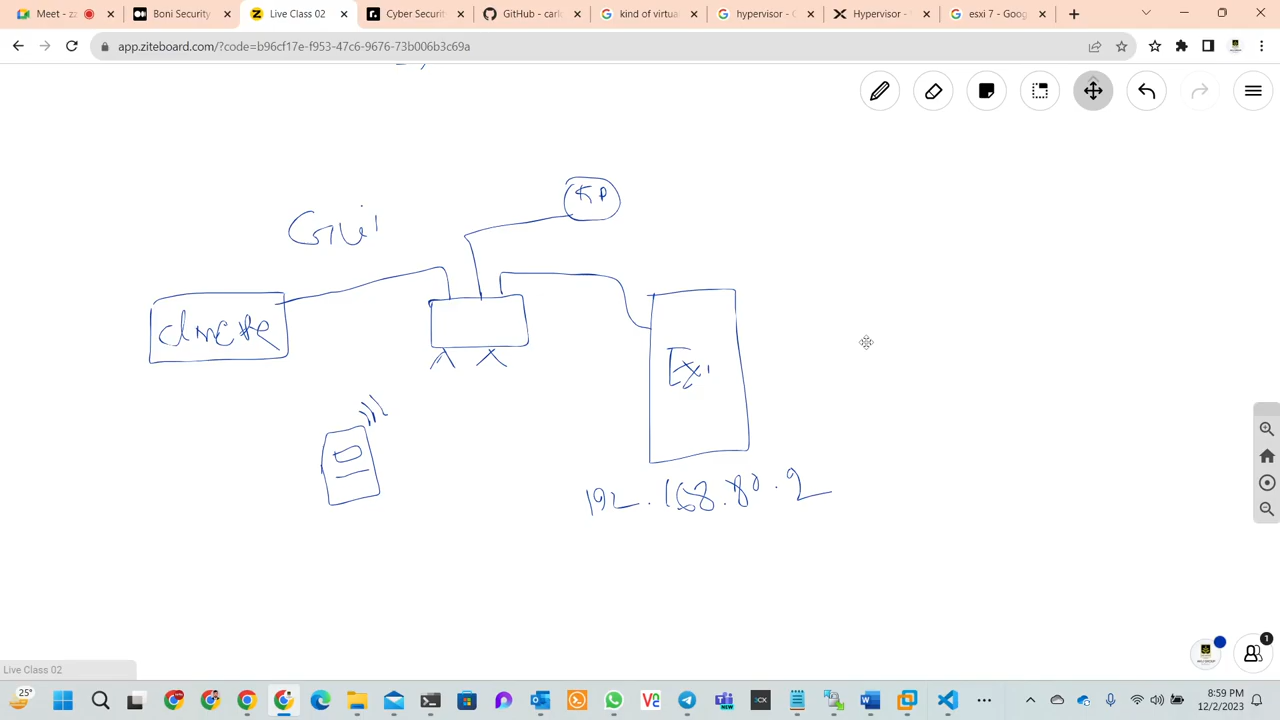 Meet - zz
Boni Security
Live Class 02
Cyber Securit
GitHub - carl
kind of virtua
hypervisor - G
Hypervisor -
esxi 7 - Goog
app.ziteboard.com/?code=b96cf17e-f953-47c6-9676-73b006b3c69a
Gui
Exi
192.168.80.2
1
Live Class 02
25°
8:59 PM
12/2/2023